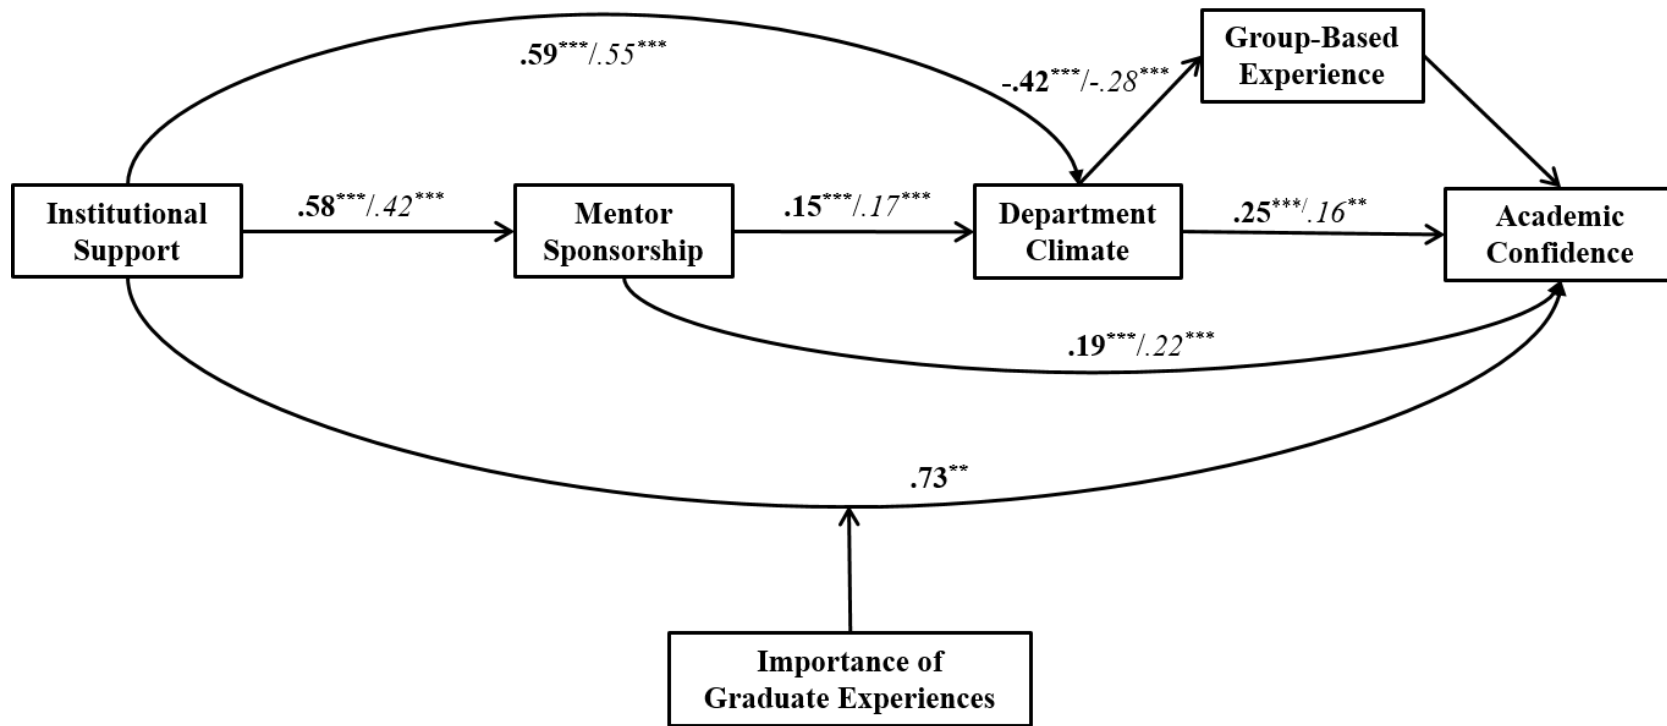 Group-Based
Experience
.59***/.55***
-.42***/-.28***
Institutional
Support
.58***/.42***
Mentor
Sponsorship
.15***/.17***
Department
Climate
.25***/.16**
Academic
Confidence
.19***/.22***
.73**
Importance of
Graduate Experiences